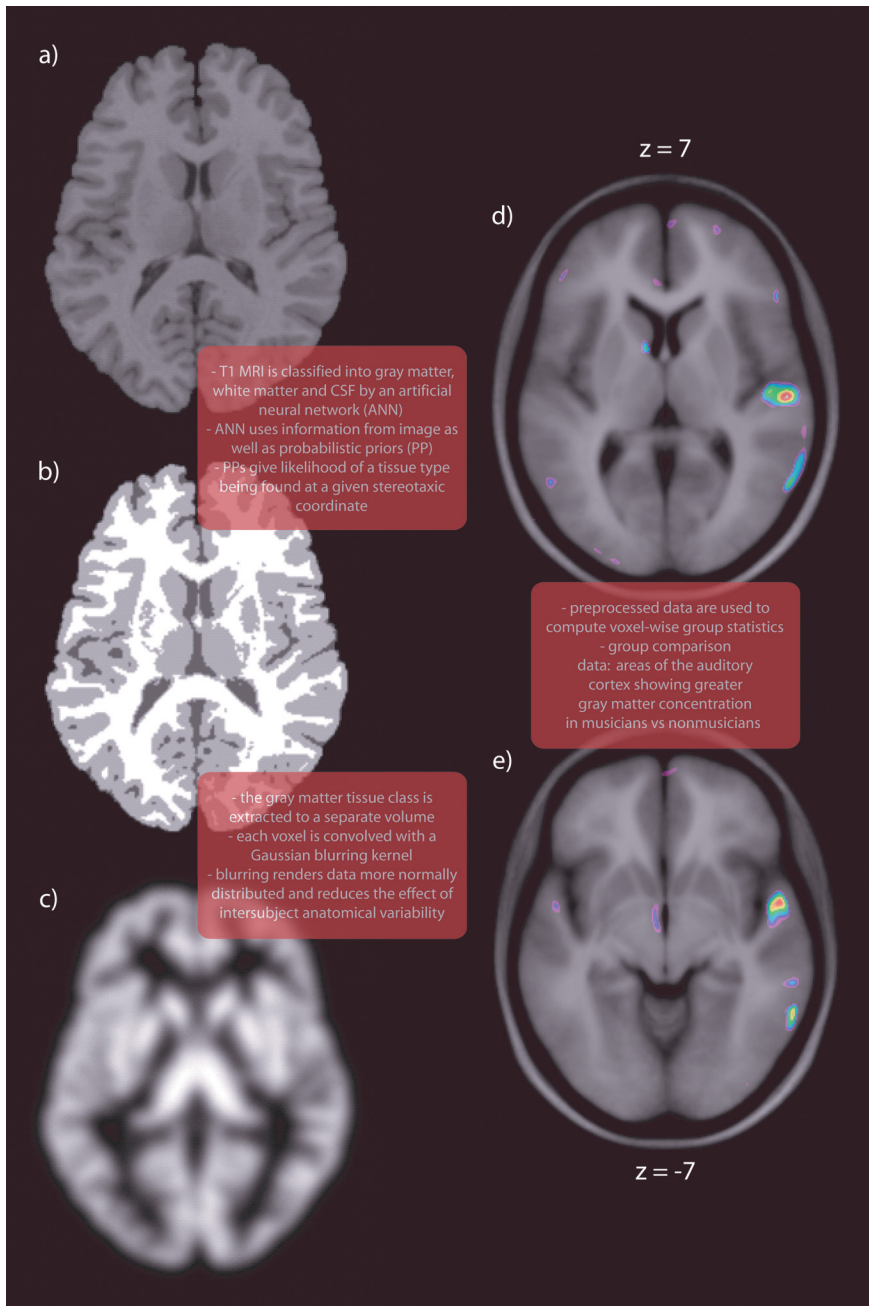 a)
- T1 MRI is classified into gray matter,
white matter and CSF by an artificial
neural network (ANN)
- ANN uses information from image as
well as probabilistic priors (PP)
- PPs give likelihood of a tissue type
being found at a given stereotaxic
coordinate
b)
- the gray matter tissue class is
extracted to a separate volume
- each voxel is convolved with a
Gaussian blurring kernel
- blurring renders data more normally
distributed and reduces the effect of
intersubject anatomical variability
c)
z = 7
d)
- preprocessed data are used to
compute voxel-wise group statistics
- group comparison
data: areas of the auditory
cortex showing greater
gray matter concentration
in musicians vs nonmusicians
e)
z = -7